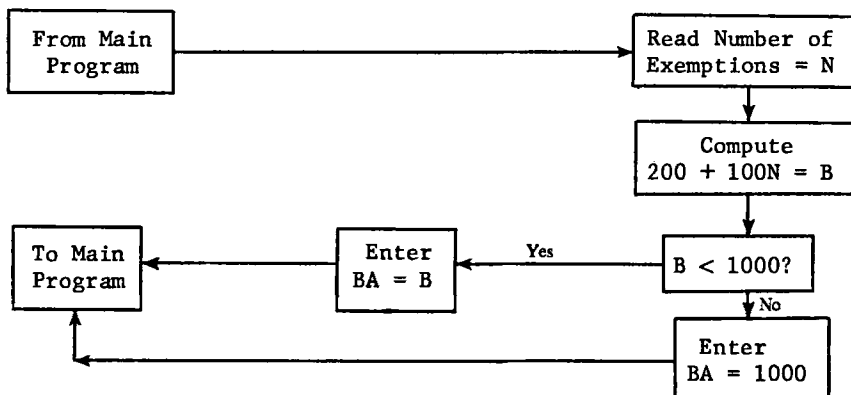 From Main
Program
Read Number of
Exemptions = N
Compute
200 + 100N = B
B < 1000?
Yes
Enter
BA = B
To Main
Program
No
Enter
BA = 1000